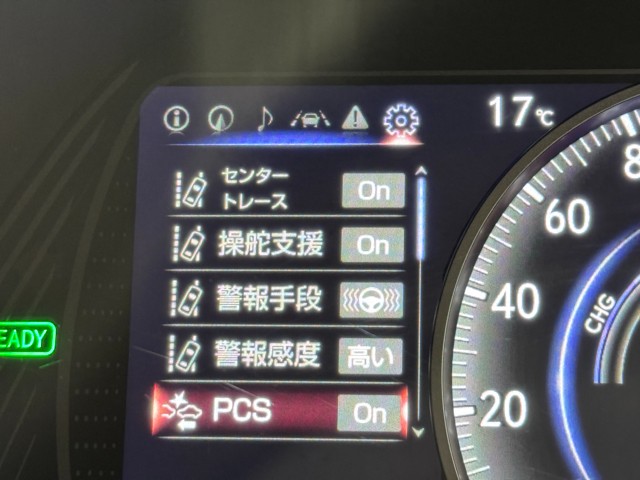 17℃
センター
トレース
On
操舵支援
On
警報手段
警報感度
高い
PCS
On
READY
60
40
20
CHG